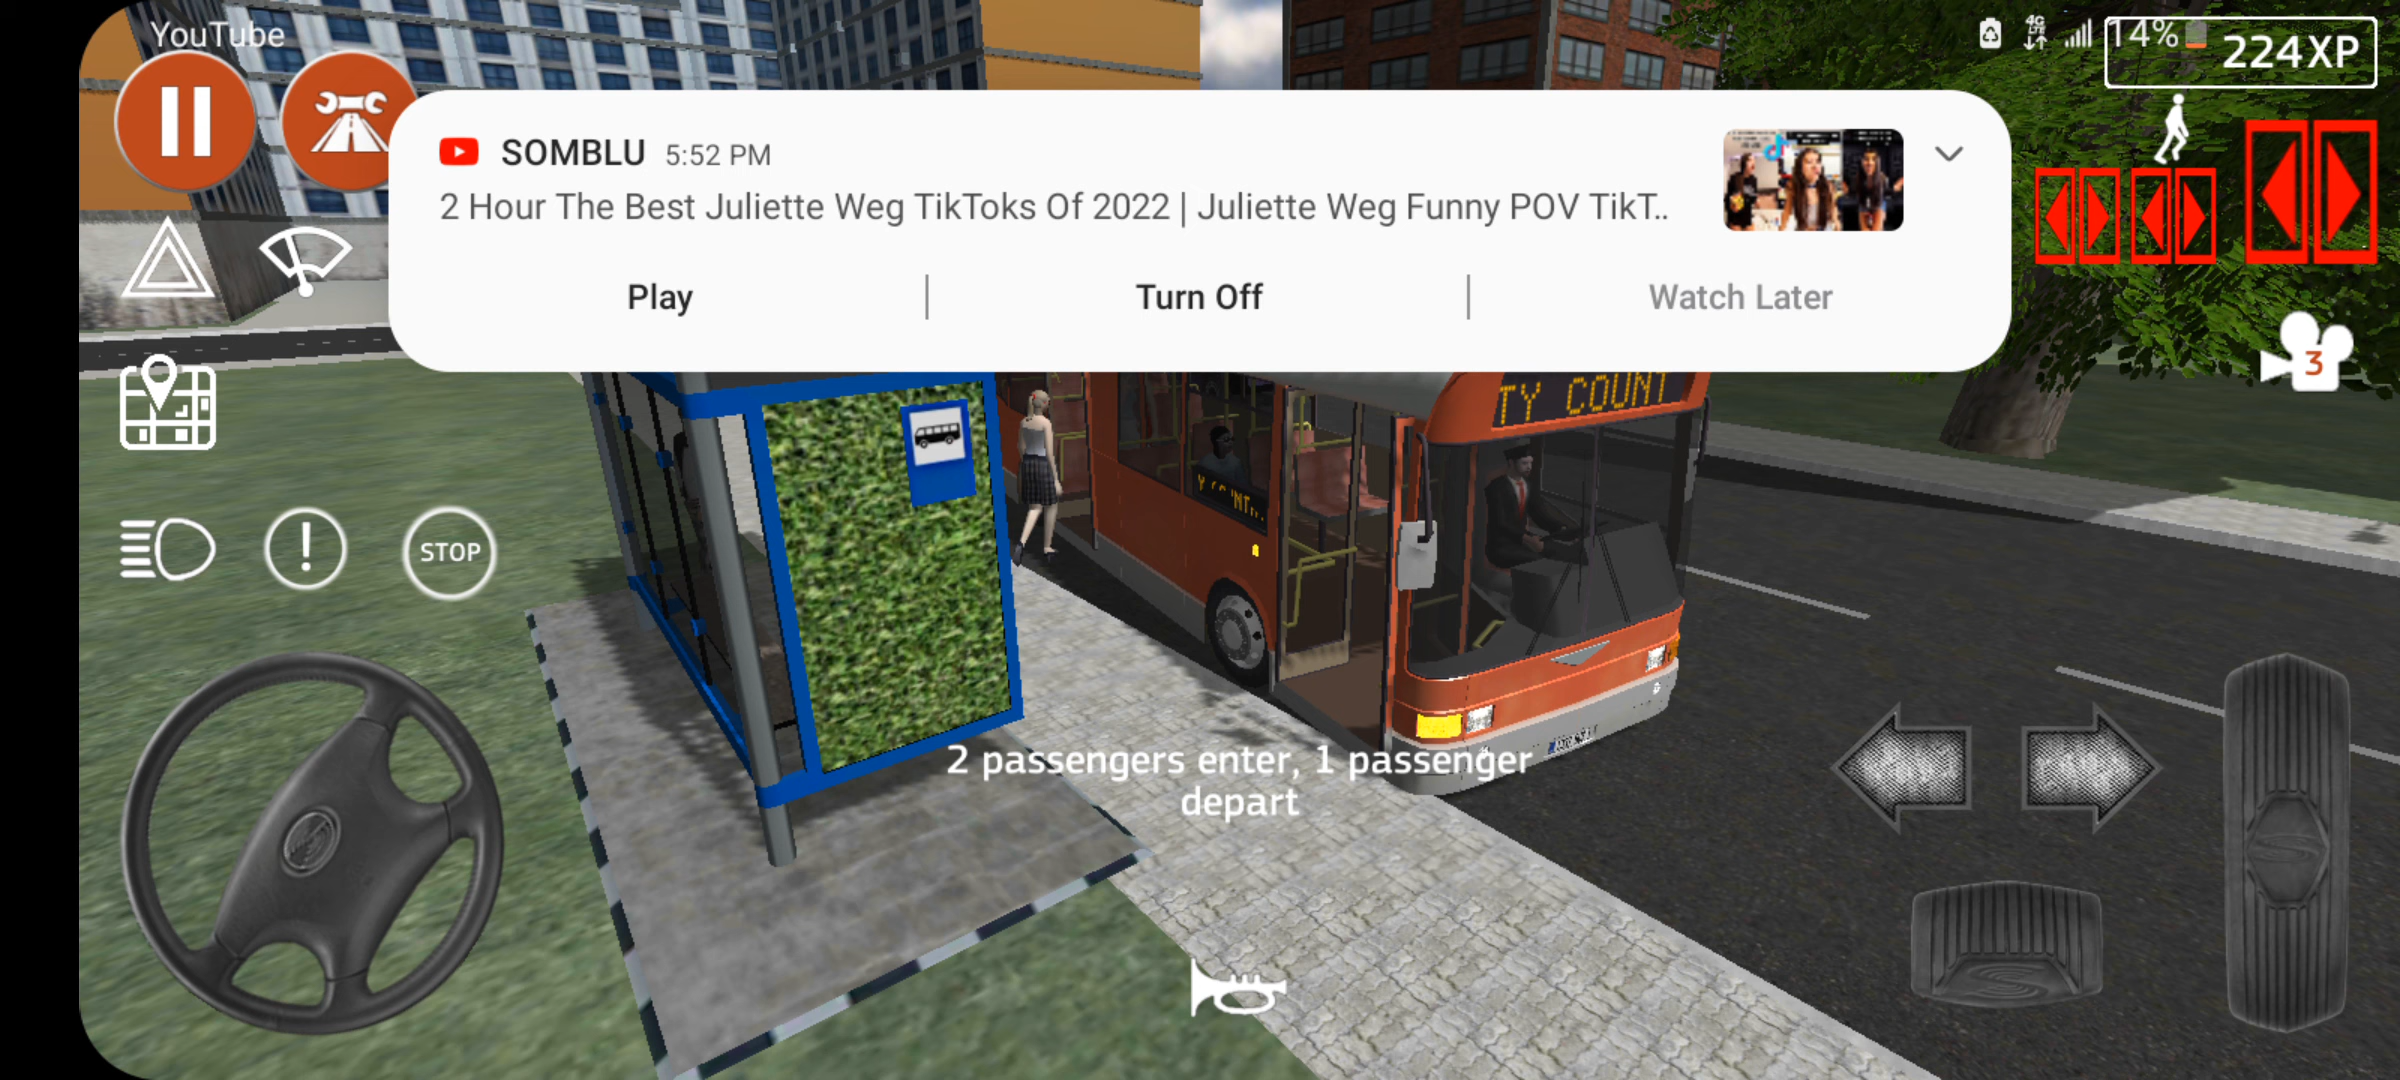 YouTube
14%
224XP
SOMBLU 5:52 PM
2 Hour The Best Juliette Weg TikToks Of 2022 | Juliette Weg Funny POV TikT..
Play | Turn Off | Watch Later
3
TY COUNT
STOP
2 passengers enter, 1 passenger
depart